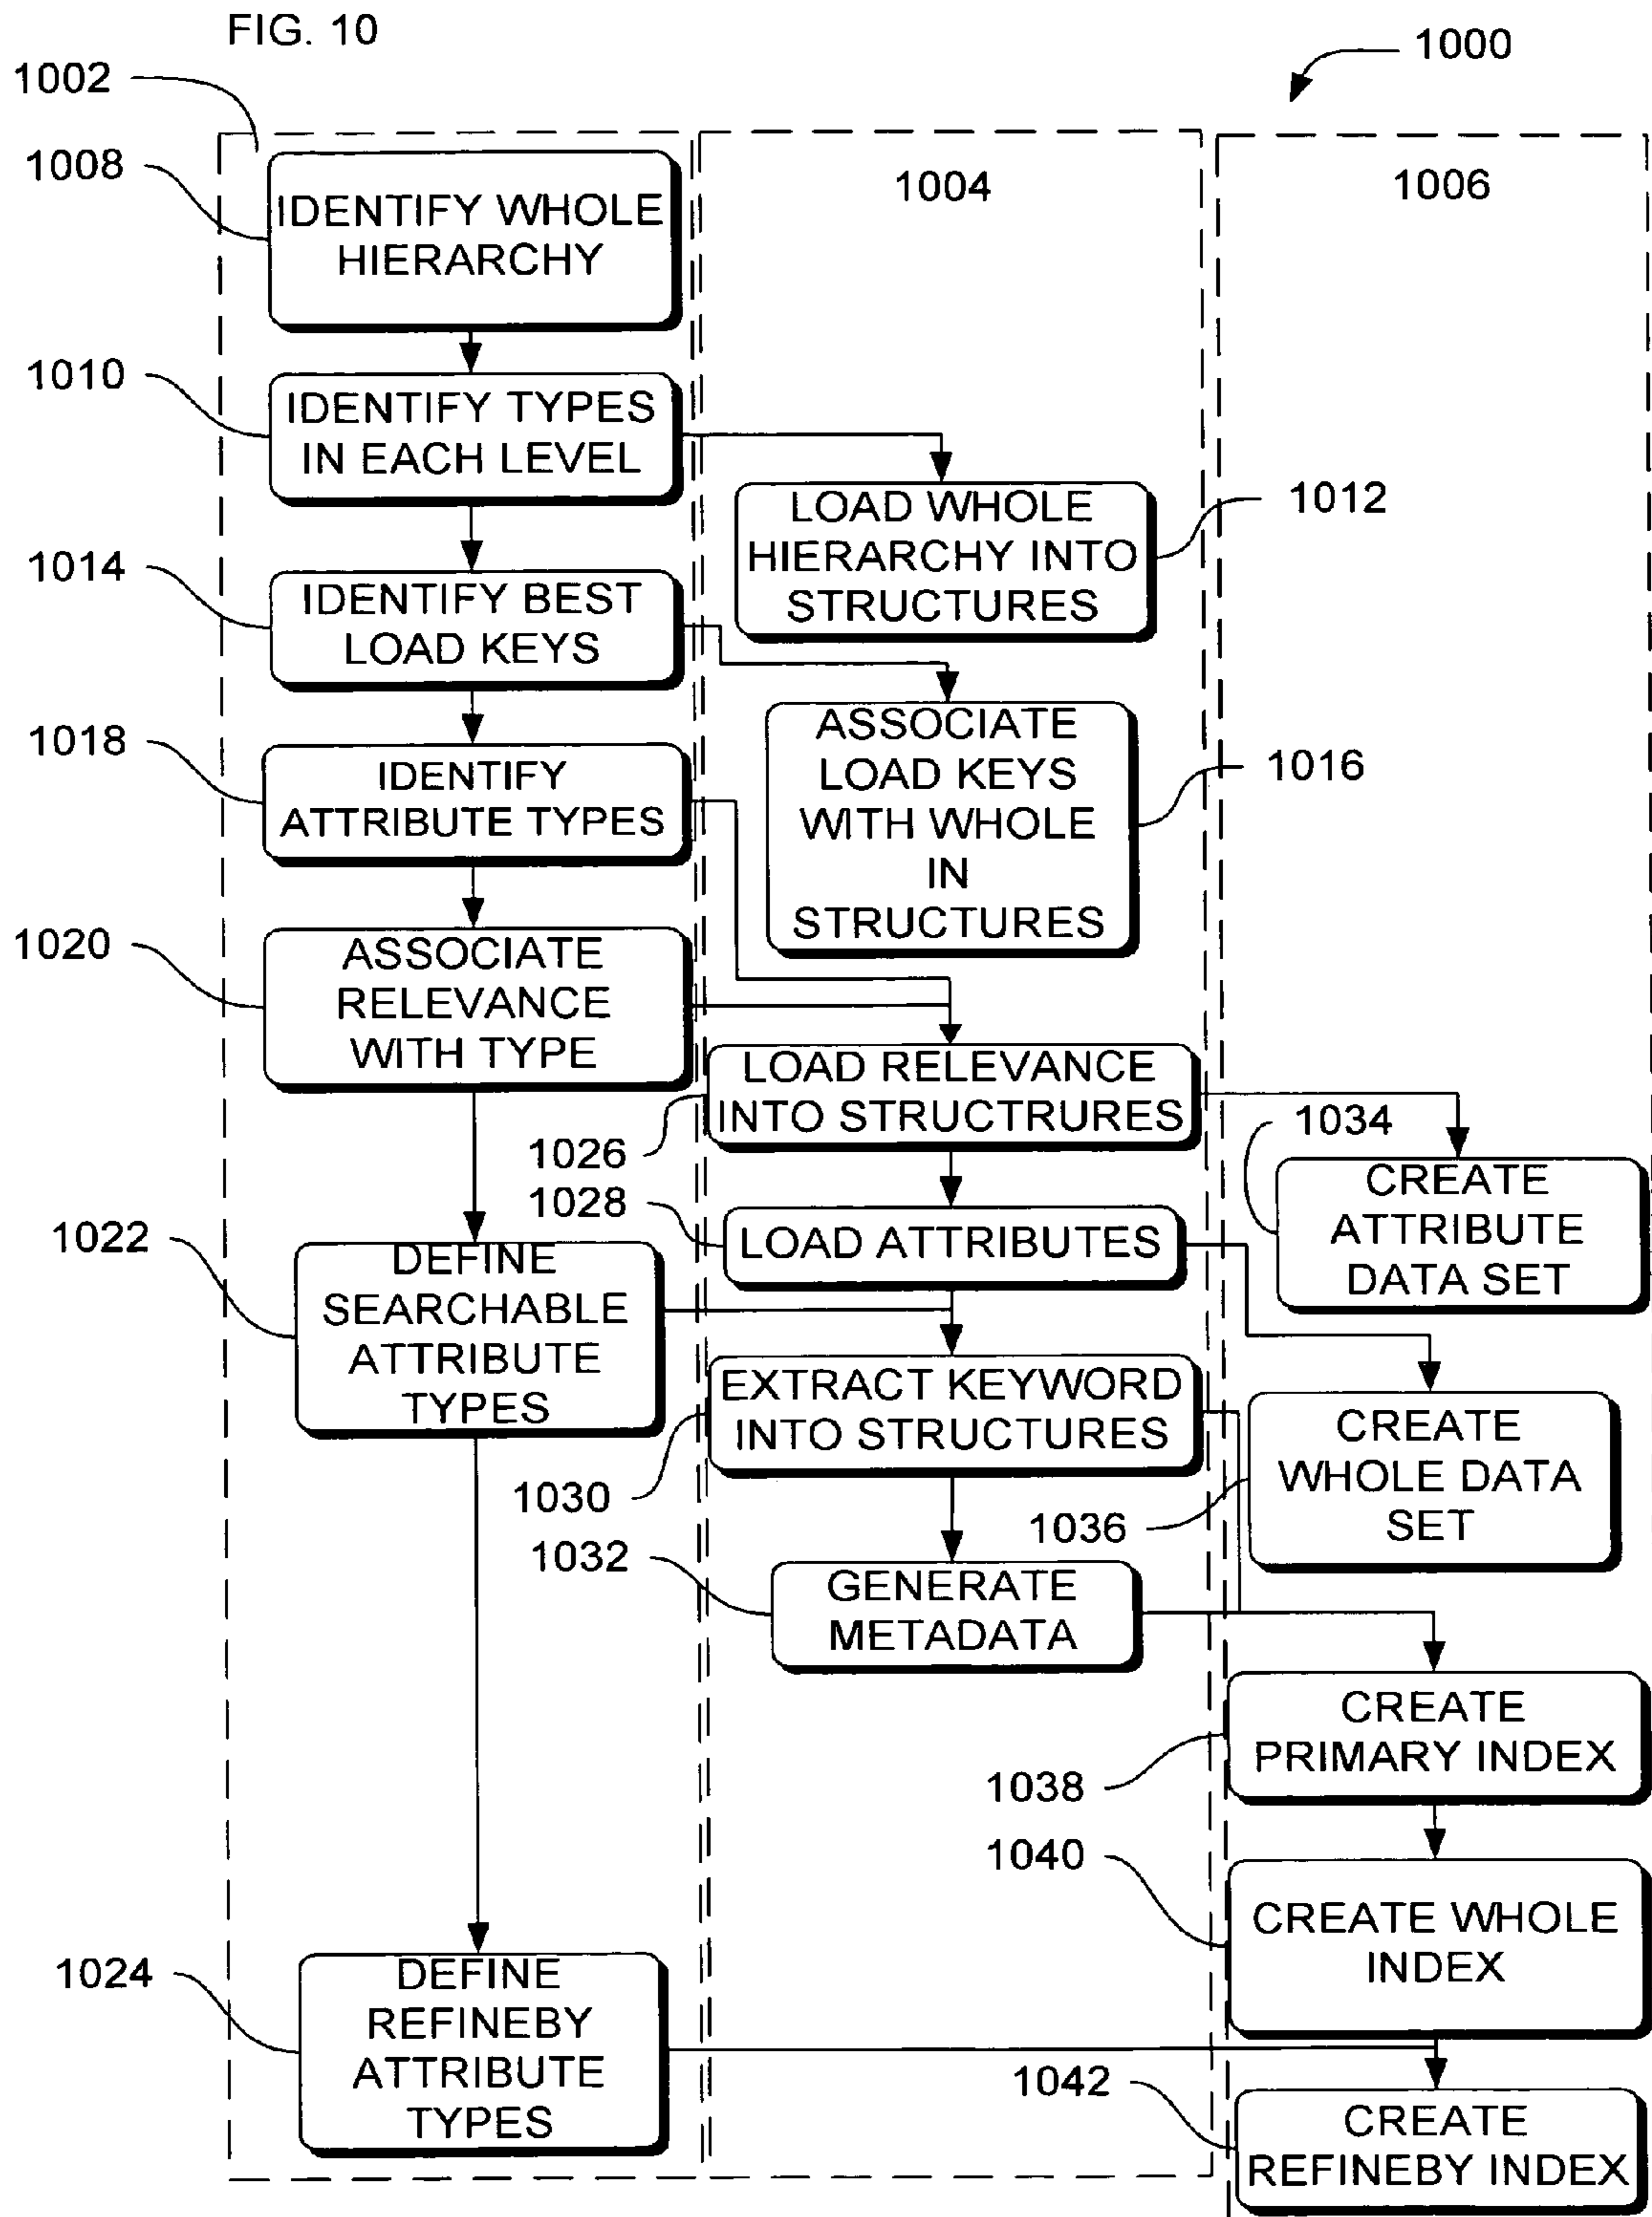 FIG. 10
1000
1002
1008
IDENTIFY WHOLE
HIERARCHY
1004
1006
1010
IDENTIFY TYPES
IN EACH LEVEL
LOAD WHOLE
HIERARCHY INTO
STRUCTURES
1012
1014
IDENTIFY BEST
LOAD KEYS
ASSOCIATE
LOAD KEYS
WITH WHOLE
IN
STRUCTURES
1016
1018
IDENTIFY
ATTRIBUTE TYPES
1020
ASSOCIATE
RELEVANCE
WITH TYPE
LOAD RELEVANCE
INTO STRUCTRURES
1026
1034
CREATE
ATTRIBUTE
DATA SET
1028
LOAD ATTRIBUTES
1022
DEFINE
SEARCHABLE
ATTRIBUTE
TYPES
EXTRACT KEYWORD
INTO STRUCTURES
1030
CREATE
WHOLE DATA
SET
1036
1032
GENERATE
METADATA
CREATE
PRIMARY INDEX
1038
1040
CREATE WHOLE
INDEX
1024
DEFINE
REFINEBY
ATTRIBUTE
TYPES
1042
CREATE
REFINEBY INDEX